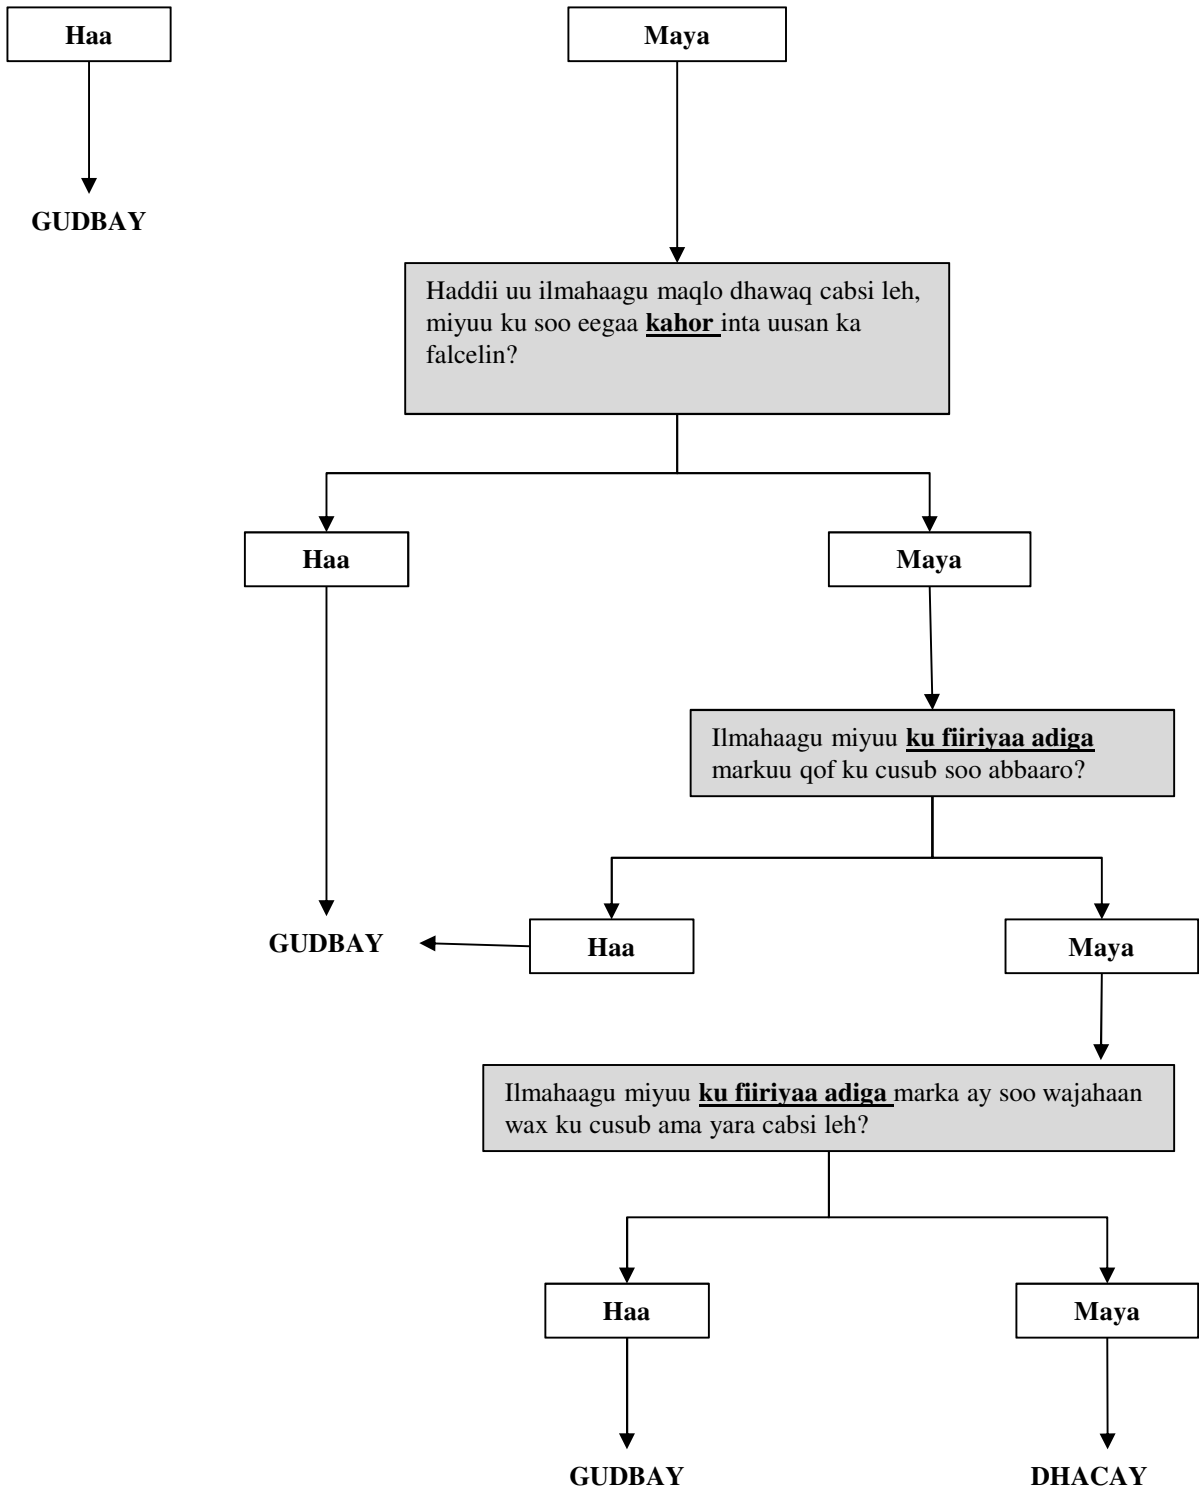 Haa
Maya
GUDBAY
Haddii uu ilmahaagu maqlo dhawaq cabsi leh,
miyuu ku soo eegaa kahor inta uusan ka
falcelin?
Haa
Maya
Ilmahaagu miyuu ku fiiriyaa adiga
markuu qof ku cusub soo abbaaro?
GUDBAY
Haa
Maya
Ilmahaagu miyuu ku fiiriyaa adiga marka ay soo wajahaan
wax ku cusub ama yara cabsi leh?
Haa
Maya
GUDBAY
DHACAY